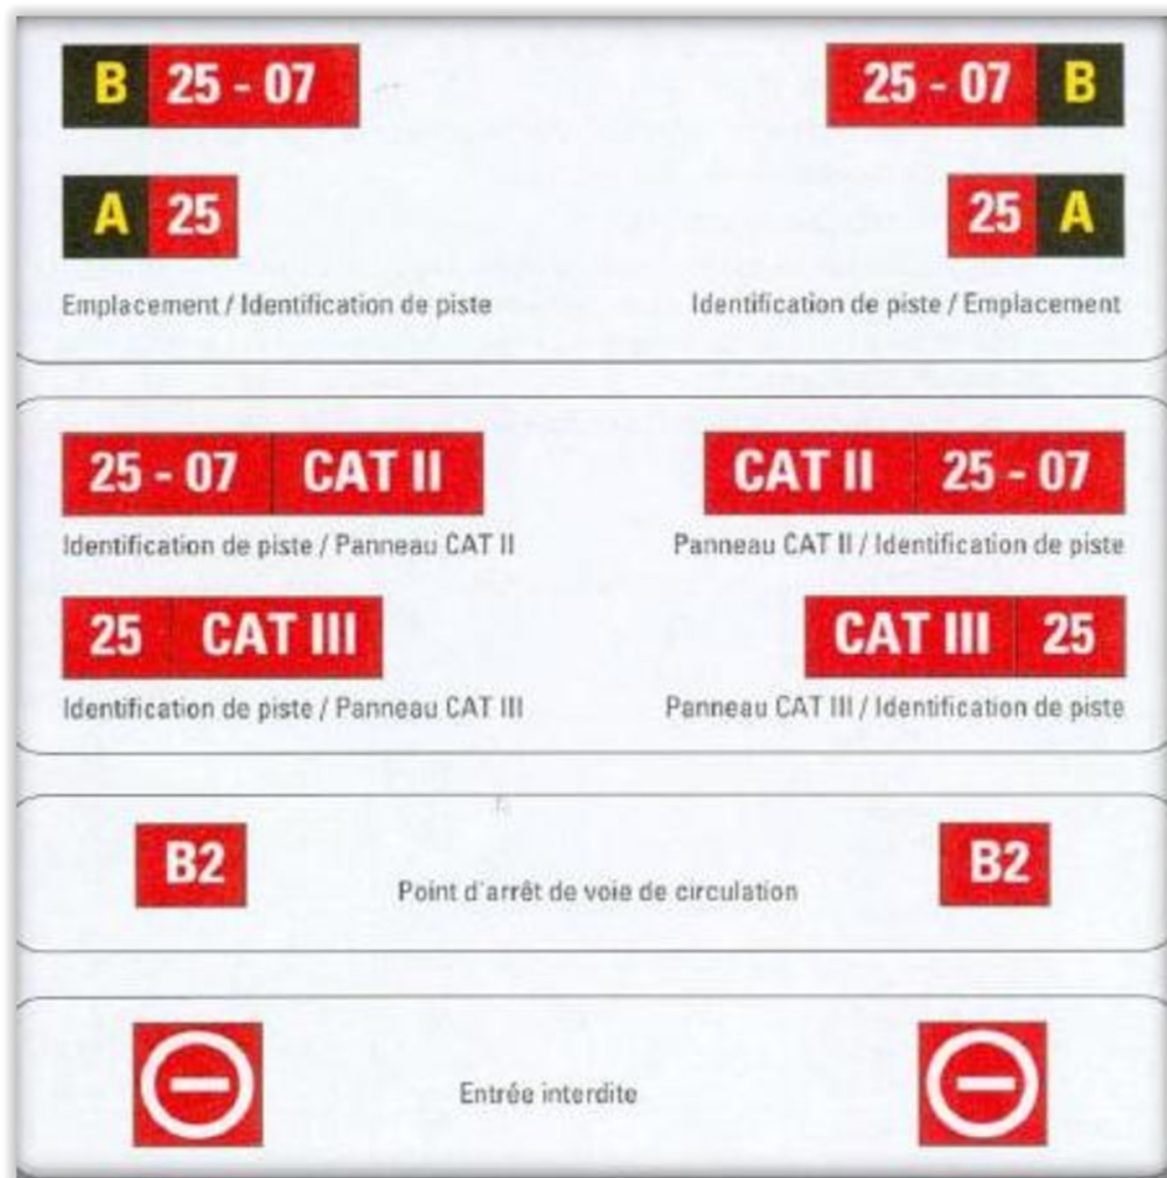 B 25 - 07
25 - 07 B
A 25
25 A
Emplacement / Identification de piste
Identification de piste / Emplacement
25 - 07 CAT II
CAT II 25 - 07
Identification de piste / Panneau CAT II
Panneau CAT II / Identification de piste
25 CAT III
CAT III 25
Identification de piste / Panneau CAT III
Panneau CAT III / Identification de piste
B2
B2
Point d'arrêt de voie de circulation
Entrée interdite